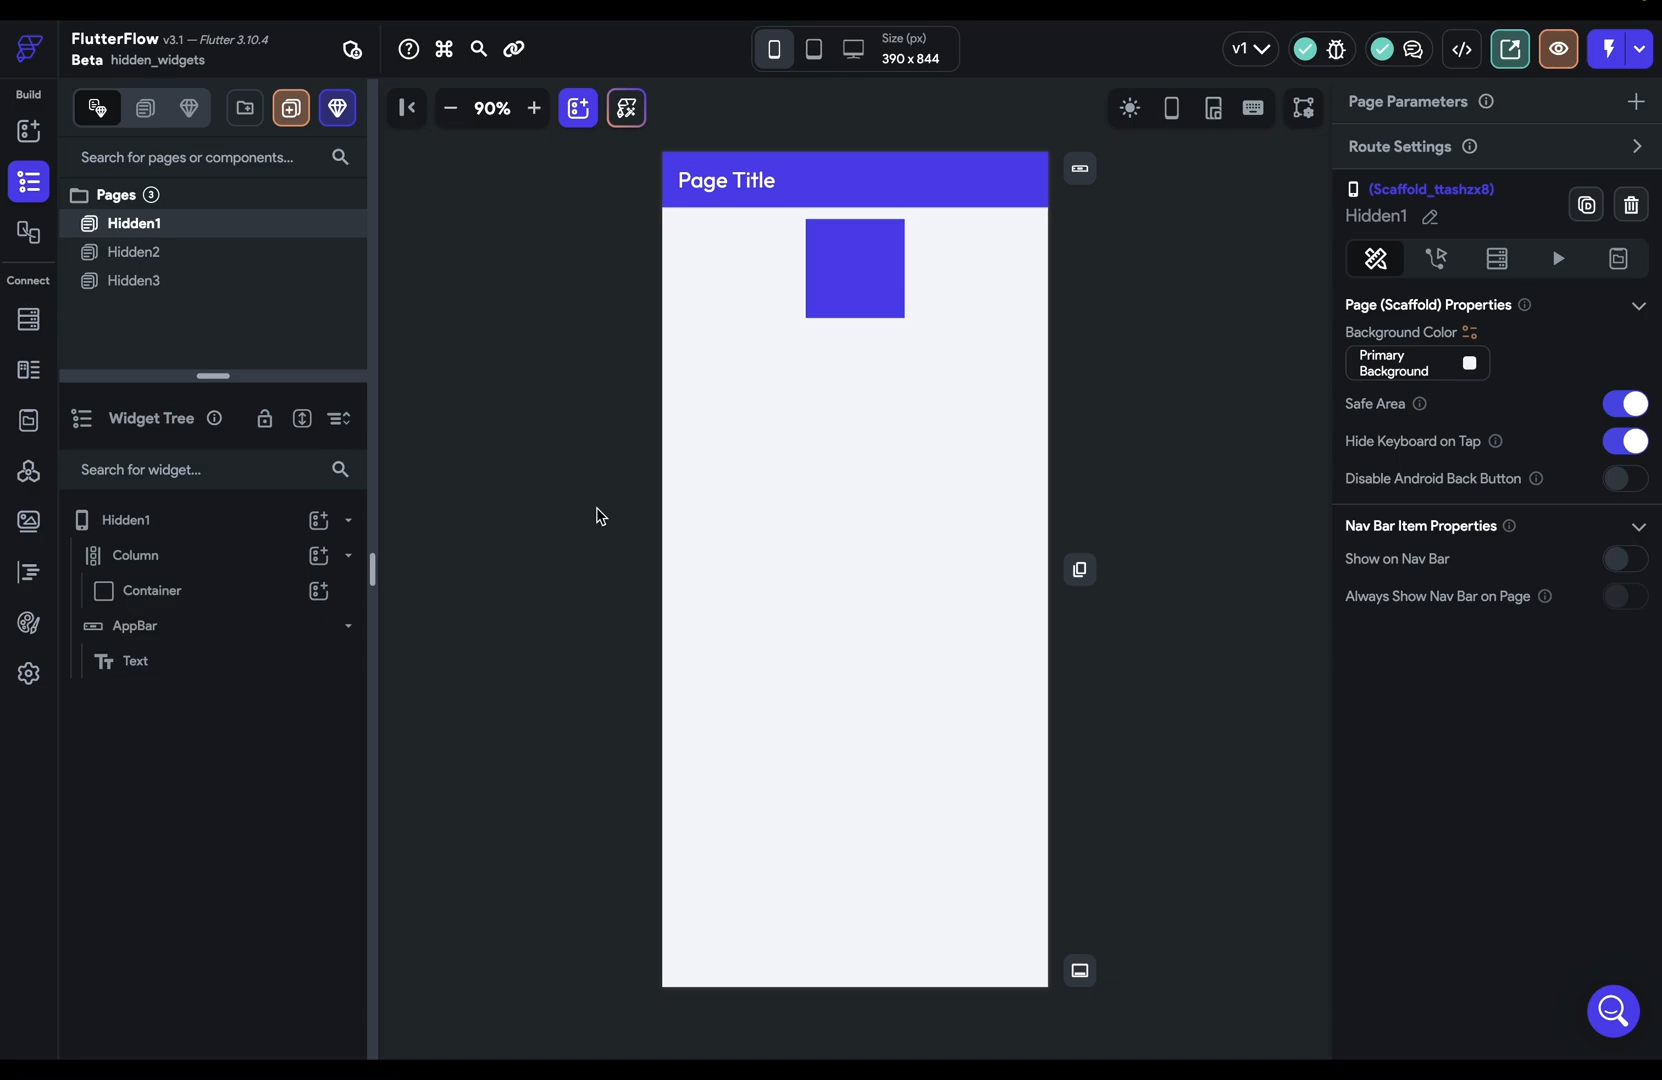 FlutterFlow v3.1 — Flutter 3.10.4
Beta hidden_widgets
Size (px)
390 x 844
v1
Build
90%
Page Parameters
Search for pages or components...
Route Settings
Pages 3
Page Title
(Scaffold_ttashzx8)
Hidden1
Hidden1
Hidden2
Connect
Hidden3
Page (Scaffold) Properties
Background Color
Primary
Background
Safe Area
Widget Tree
Hide Keyboard on Tap
Search for widget...
Disable Android Back Button
Hidden1
Nav Bar Item Properties
Column
Show on Nav Bar
Container
Always Show Nav Bar on Page
AppBar
Tт Text